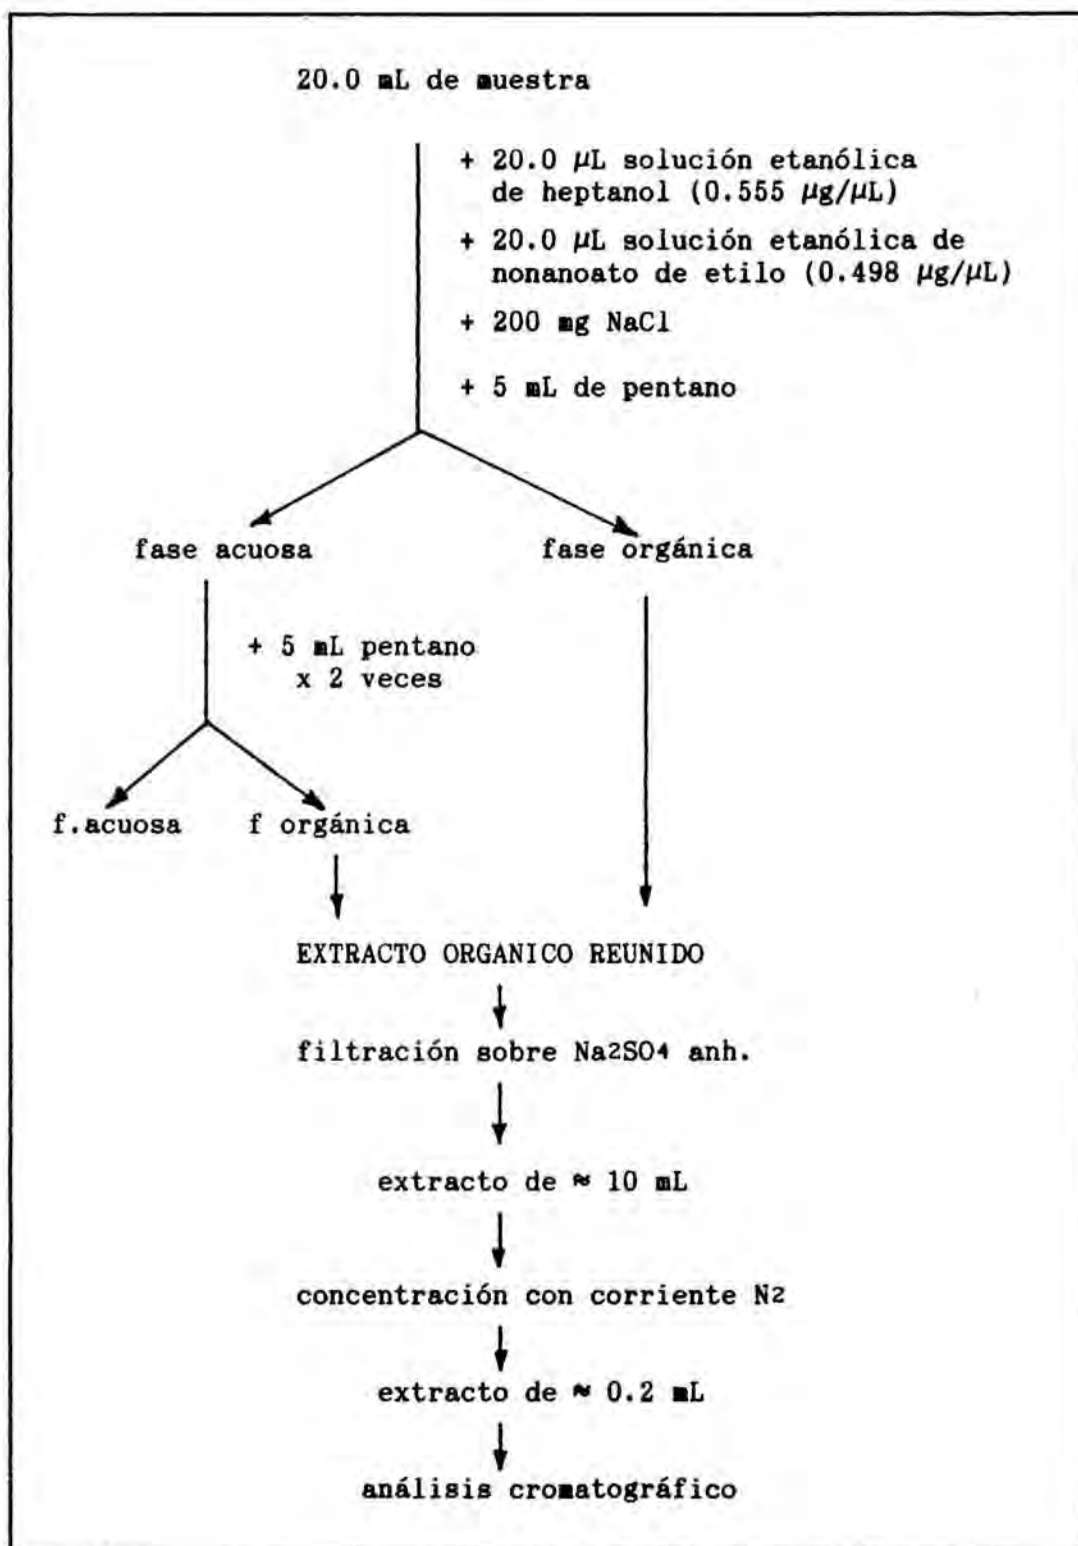 20.0 mL de muestra
+ 20.0 μL solución etanólica
de heptanol (0.555 μg/μL)
+ 20.0 μL solución etanólica de
nonanoato de etilo (0.498 μg/μL)
+ 200 mg NaCl
+ 5 mL de pentano
fase acuosa
fase orgánica
+ 5 mL pentano
x 2 veces
f.acuosa
f orgánica
EXTRACTO ORGANICO REUNIDO
filtración sobre Na2SO4 anh.
extracto de ≈ 10 mL
concentración con corriente N2
extracto de ≈ 0.2 mL
análisis cromatográfico